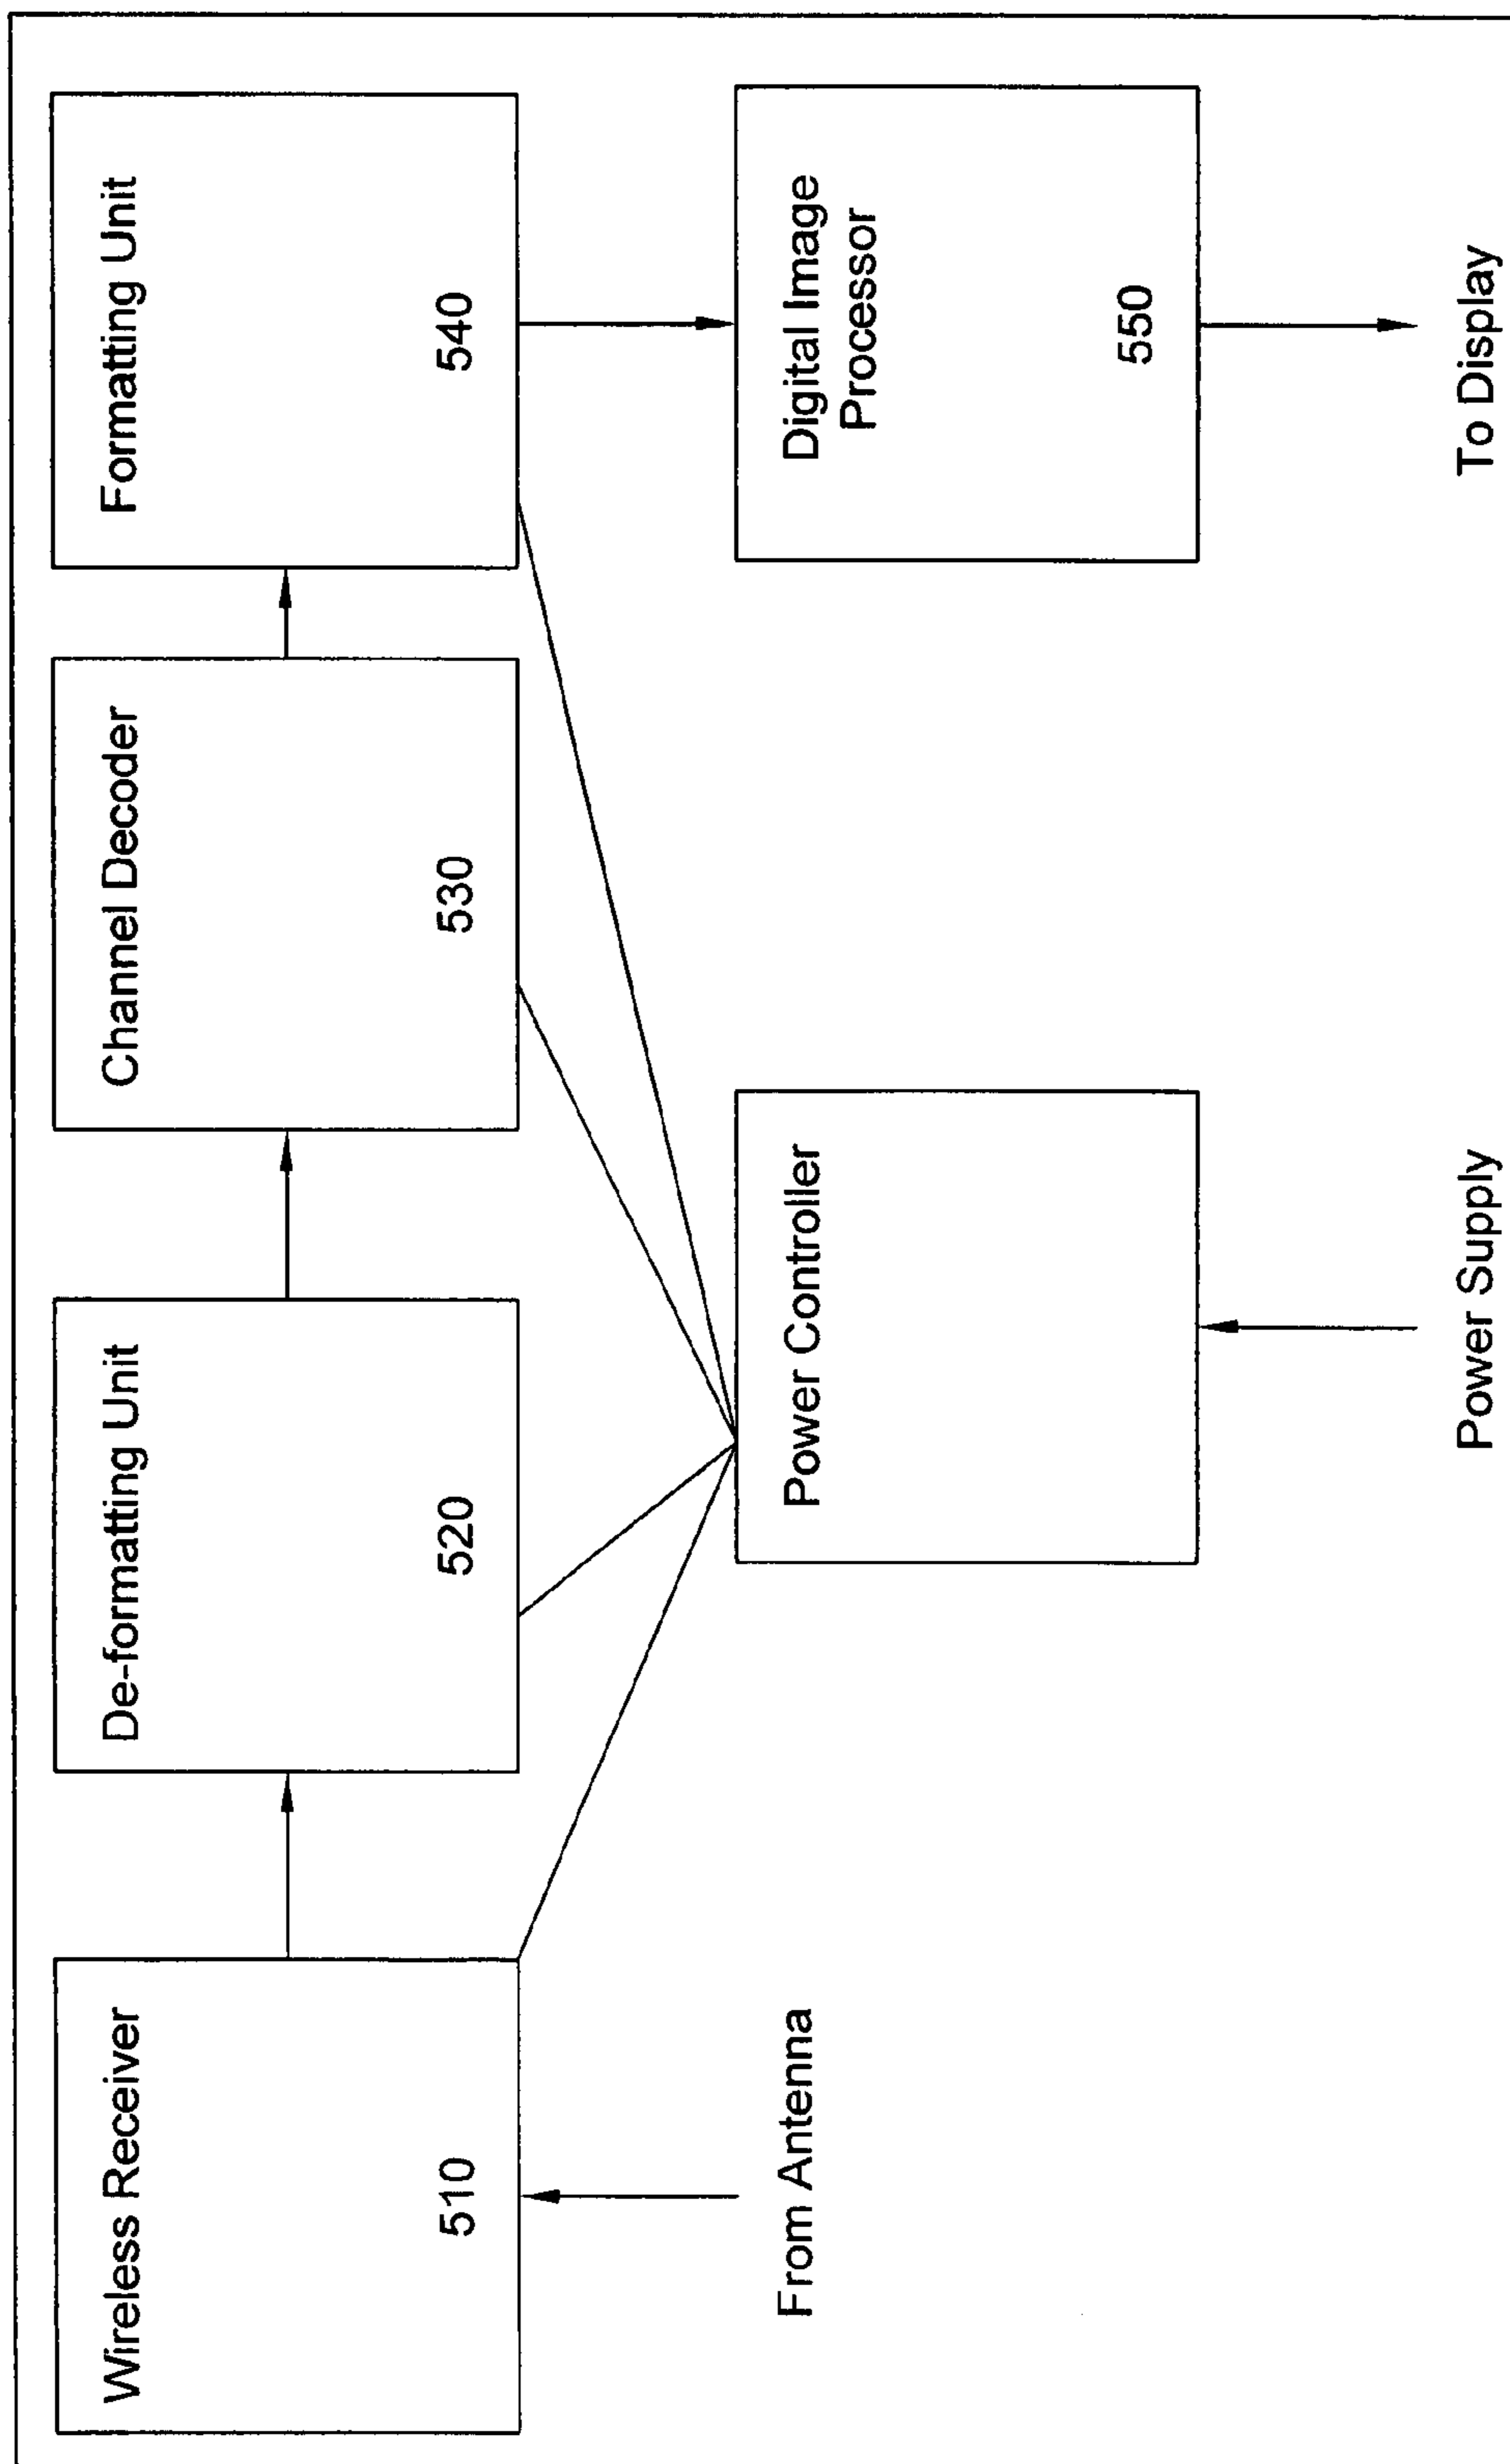 Wireless Receiver
510
De-formatting Unit
520
Channel Decoder
530
Formatting Unit
540
From Antenna
Power Controller
Power Supply
Digital Image
Processor
550
To Display